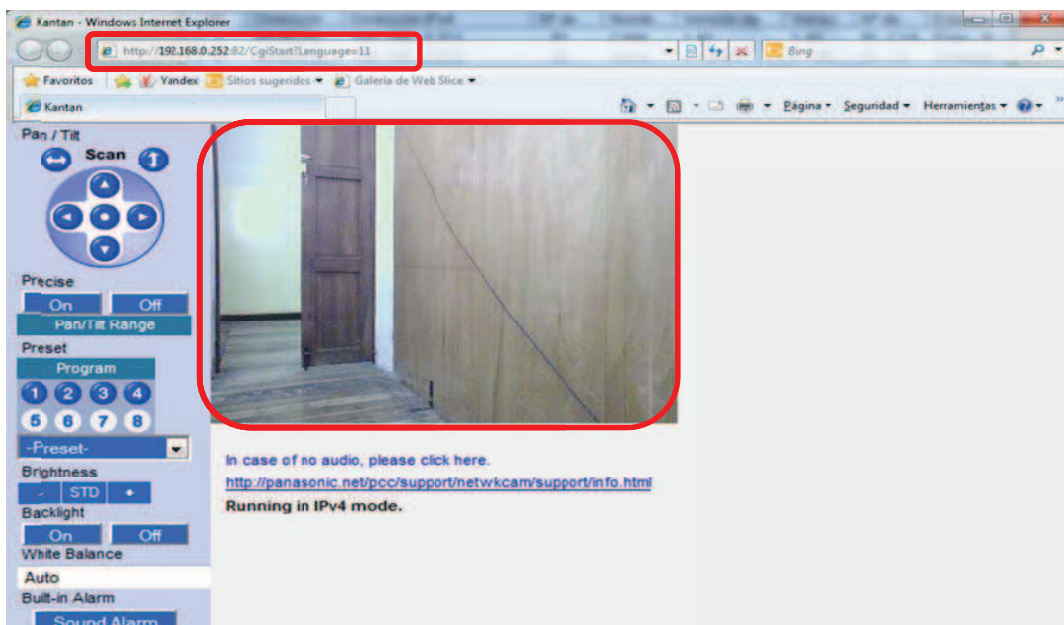 Kantan - Windows Internet Explorer
http://192.168.0.252:82/CgiStart?Language=11
Bing
Favoritos
Yandex
Sitios sugeridos
Galería de Web Slice
Kantan
Página
Seguridad
Herramientas
Pan / Tilt
Scan
Precise
On Off
Pan/Tilt Range
Preset
Program
1 2 3 4
5 6 7 8
-Preset-
Brightness
- STD +
Backlight
On Off
White Balance
Auto
Built-in Alarm
Sound Alarm
In case of no audio, please click here.
http://panasonic.net/pcc/support/netwkcam/support/info.html
Running in IPv4 mode.